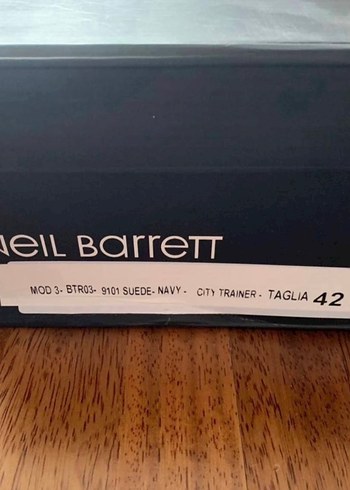 NEIL BARRETT
MOD 3- BTR03- 9101 SUEDE- NAVY - CITY TRAINER - TAGLIA 42